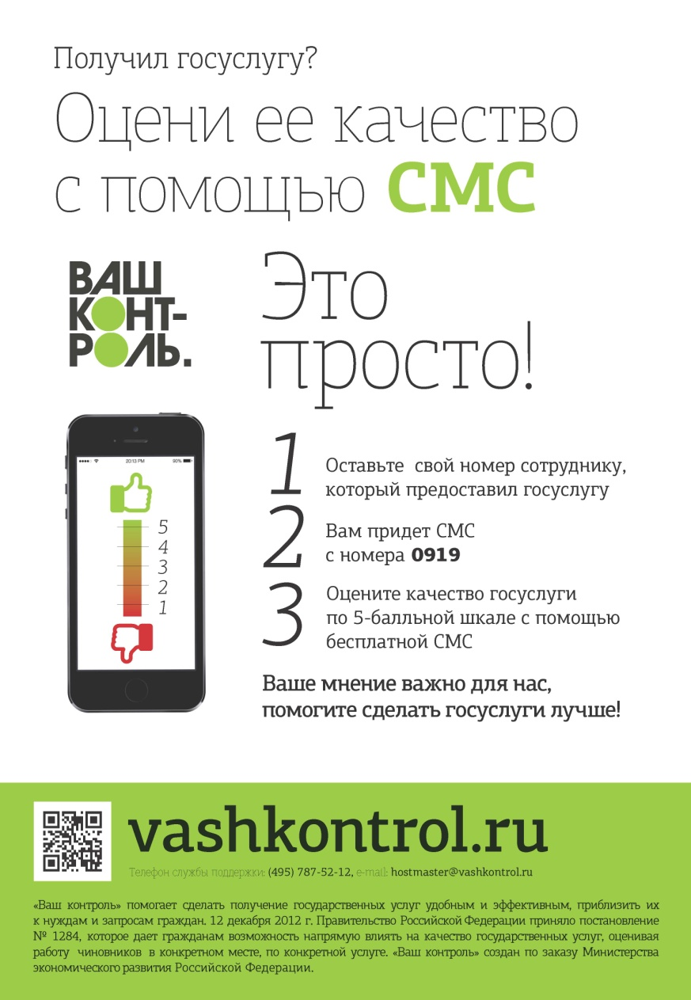 Получил госуслугу?
Оцени ее качество
с помощью СМС
ВАШ
КОНТ-
РОЛЬ.
Это
просто!
20:13 PM
90%
5
4
3
2
1
1
Оставьте свой номер сотруднику,
который предоставил госуслугу
2
Вам придет СМС
с номера 0919
3
Оцените качество госуслуги
по 5-балльной шкале с помощью
бесплатной СМС
Ваше мнение важно для нас,
помогите сделать госуслуги лучше!
vashkontrol.ru
Телефон службы поддержки: (495) 787-52-12, e-mail: hostmaster@vashkontrol.ru
«Ваш контроль» помогает сделать получение государственных услуг удобным и эффективным, приблизить их
к нуждам и запросам граждан. 12 декабря 2012 г. Правительство Российской Федерации приняло постановление
№ 1284, которое дает гражданам возможность напрямую влиять на качество государственных услуг, оценивая
работу чиновников в конкретном месте, по конкретной услуге. «Ваш контроль» создан по заказу Министерства
экономического развития Российской Федерации.